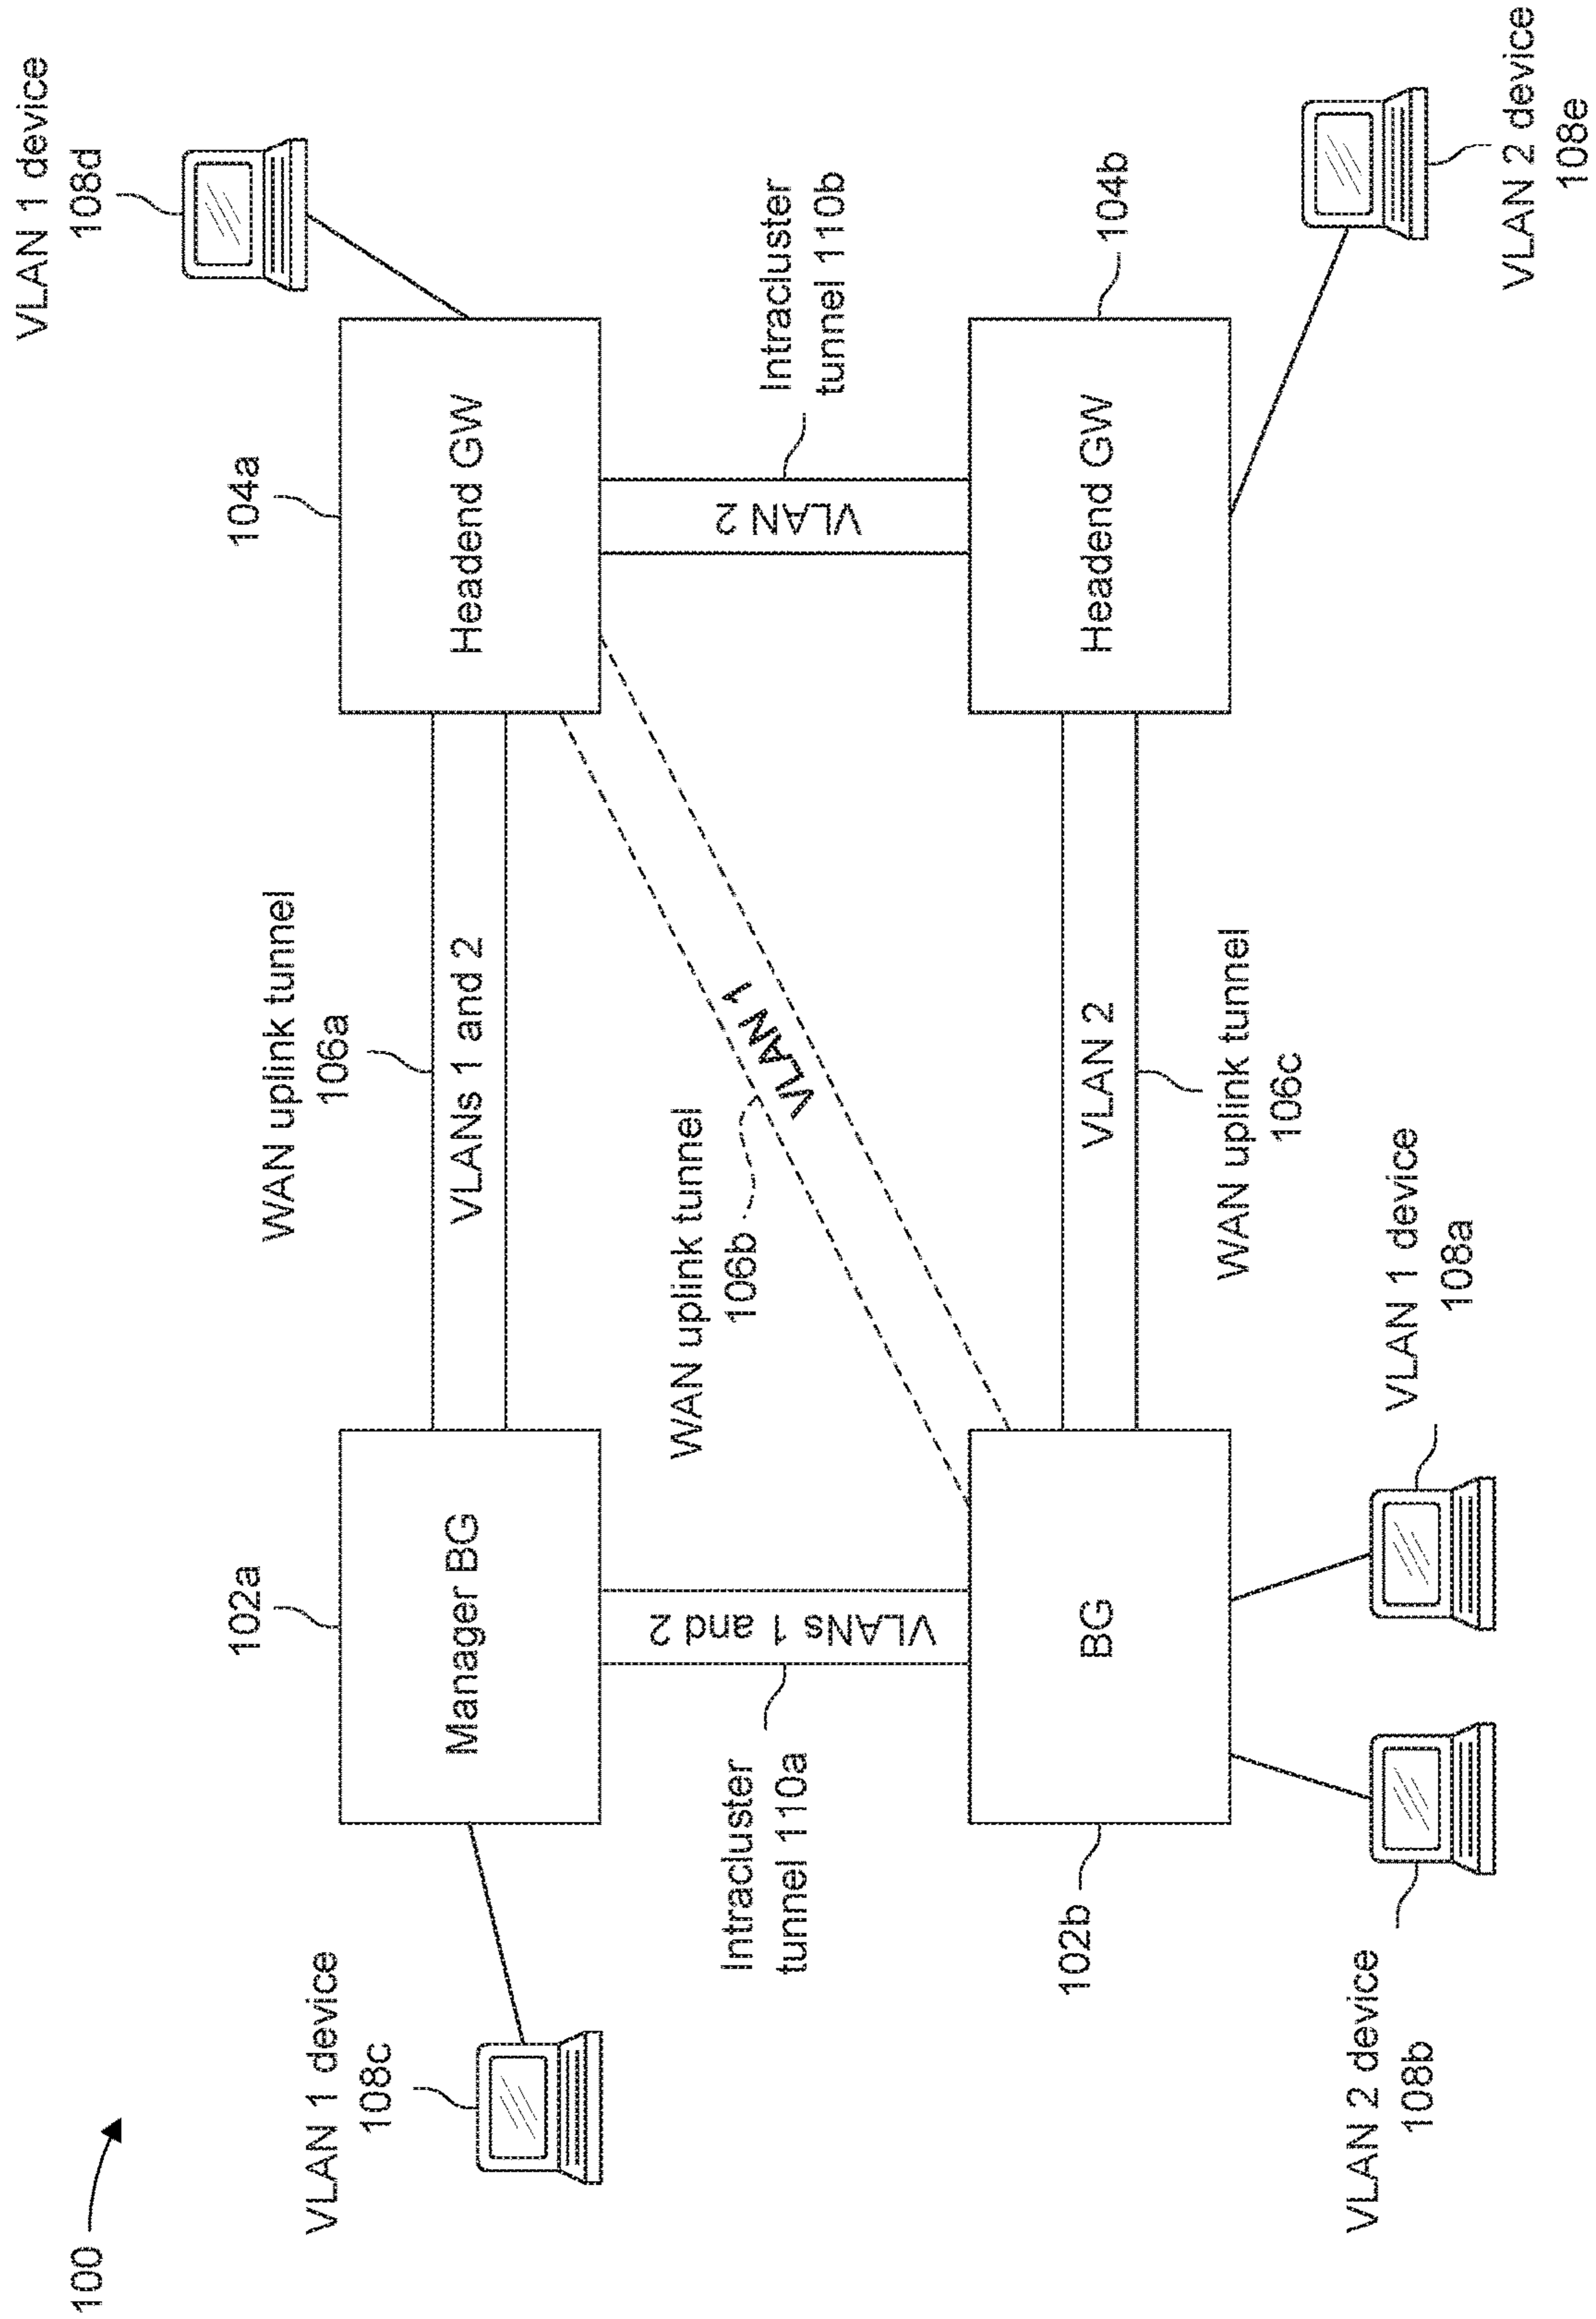 100
VLAN 1 device
108c
102a
Manager BG
WAN uplink tunnel
106a
VLANs 1 and 2
104a
Headend GW
VLAN 1 device
108d
Intracluster
tunnel 110a
VLANs 1 and 2
WAN uplink tunnel
106b
VLAN 1
VLAN 2
Intracluster
tunnel 110b
102b
BG
VLAN 2
WAN uplink tunnel
106c
Headend GW
104b
VLAN 2 device
108b
VLAN 1 device
108a
VLAN 2 device
108e